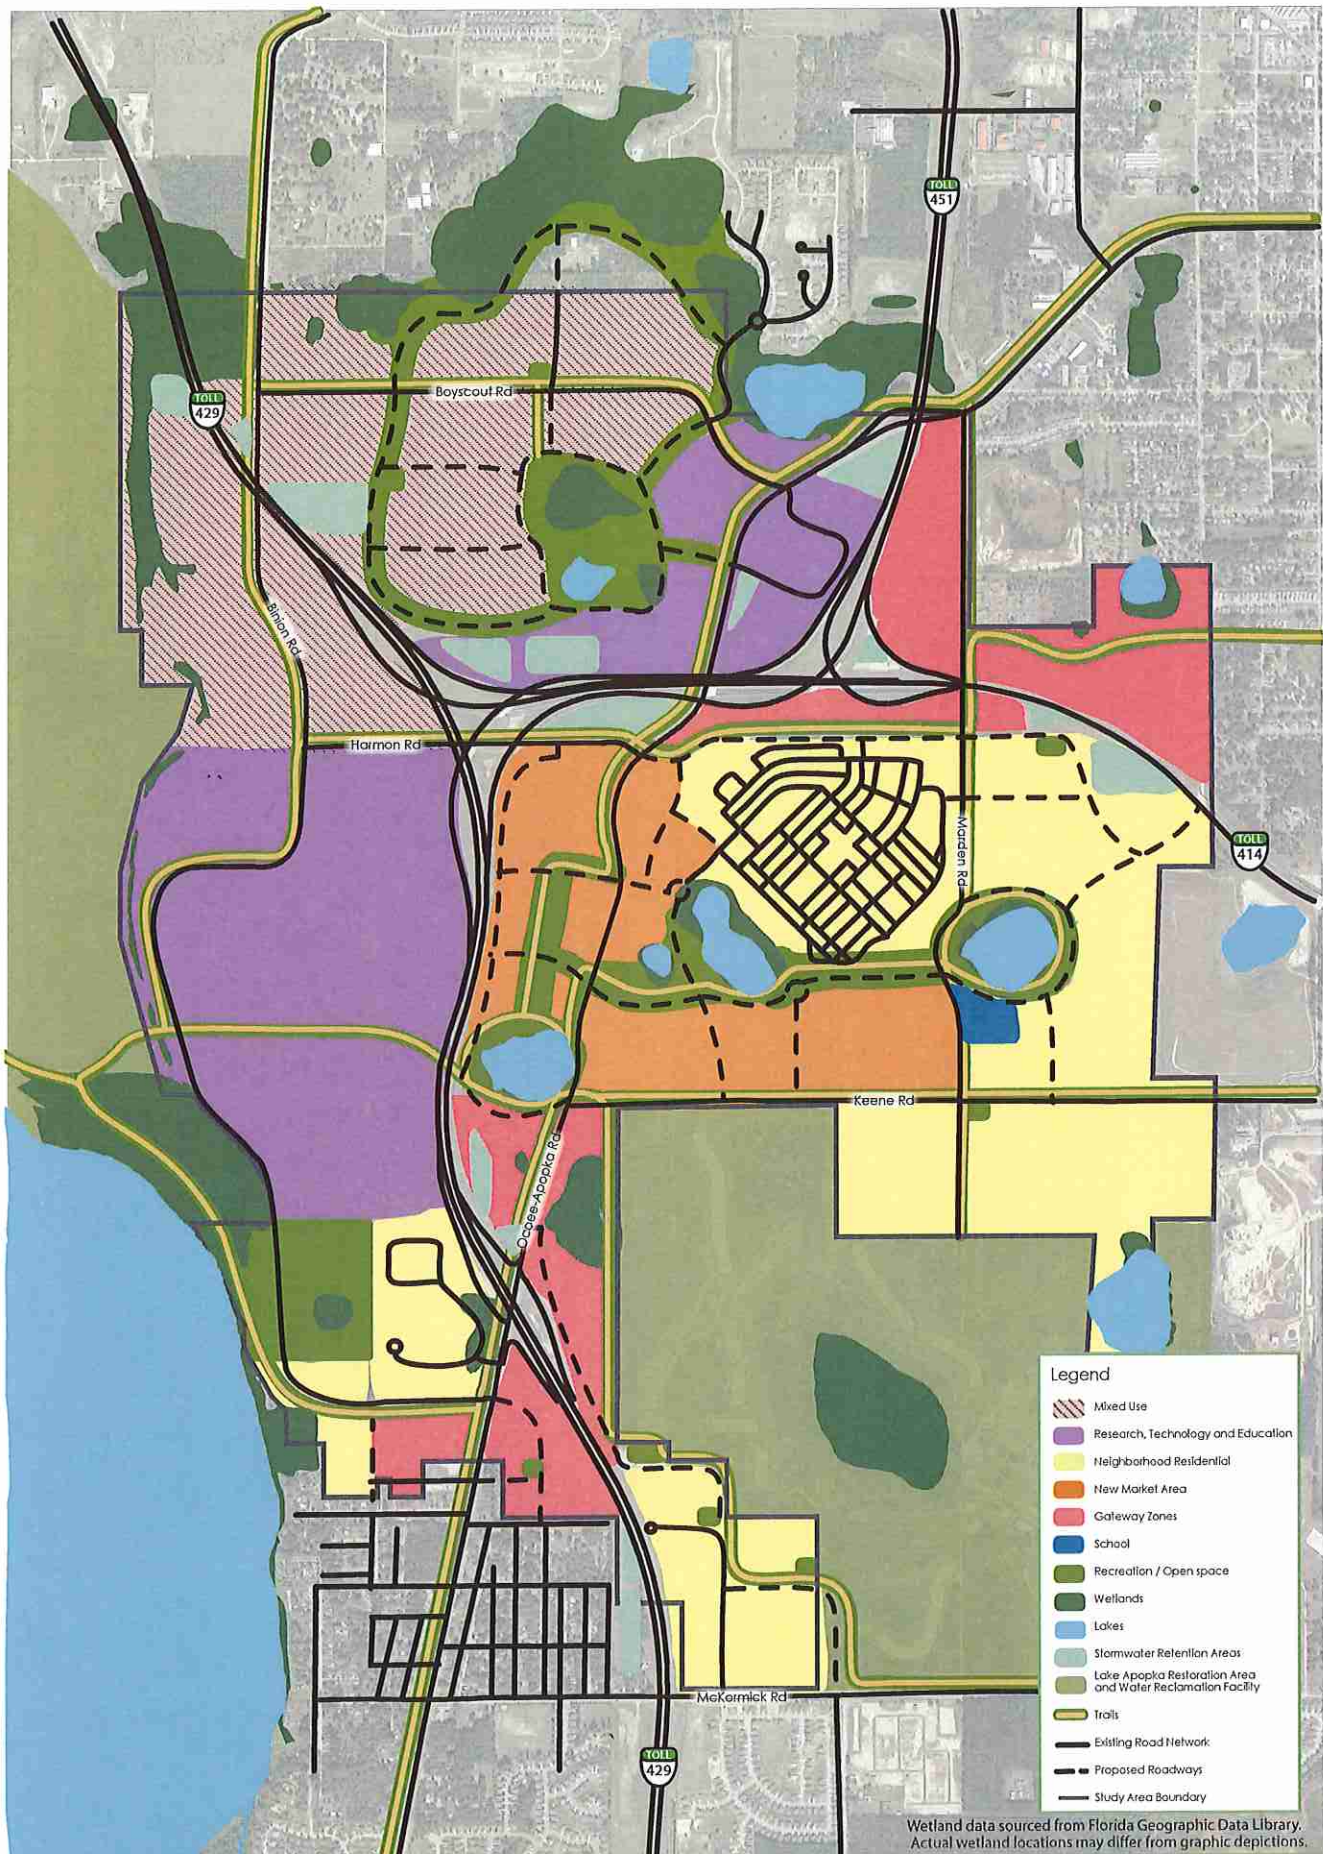 TOLL
451
Boyscout Rd
TOLL
429
Binion Rd
Harmon Rd
Marden Rd
TOLL
414
Keene Rd
Ocoee-Apopka Rd
McKormick Rd
TOLL
429
Legend
Mixed Use
Research, Technology and Education
Neighborhood Residential
New Market Area
Gateway Zones
School
Recreation / Open space
Wetlands
Lakes
Stormwater Retention Areas
Lake Apopka Restoration Area
and Water Reclamation Facility
Trails
Existing Road Network
Proposed Roadways
Study Area Boundary
Wetland data sourced from Florida Geographic Data Library.
Actual wetland locations may differ from graphic depictions.